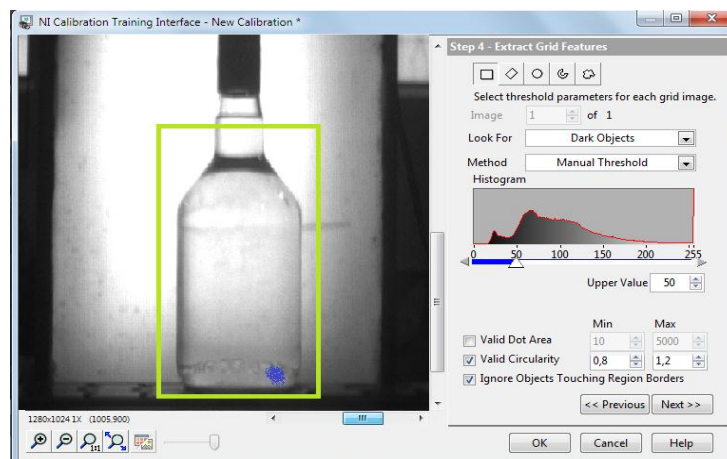 NI Calibration Training Interface - New Calibration *
Step 4 - Extract Grid Features
Select threshold parameters for each grid image.
Image 1 of 1
Look For Dark Objects
Method Manual Threshold
Histogram
0 50 100 150 200 255
Upper Value 50
Min Max
Valid Dot Area 10 5000
Valid Circularity 0,8 1,2
Ignore Objects Touching Region Borders
<< Previous Next >>
1280x1024 1X (1005,900)
1:1
OK Cancel Help